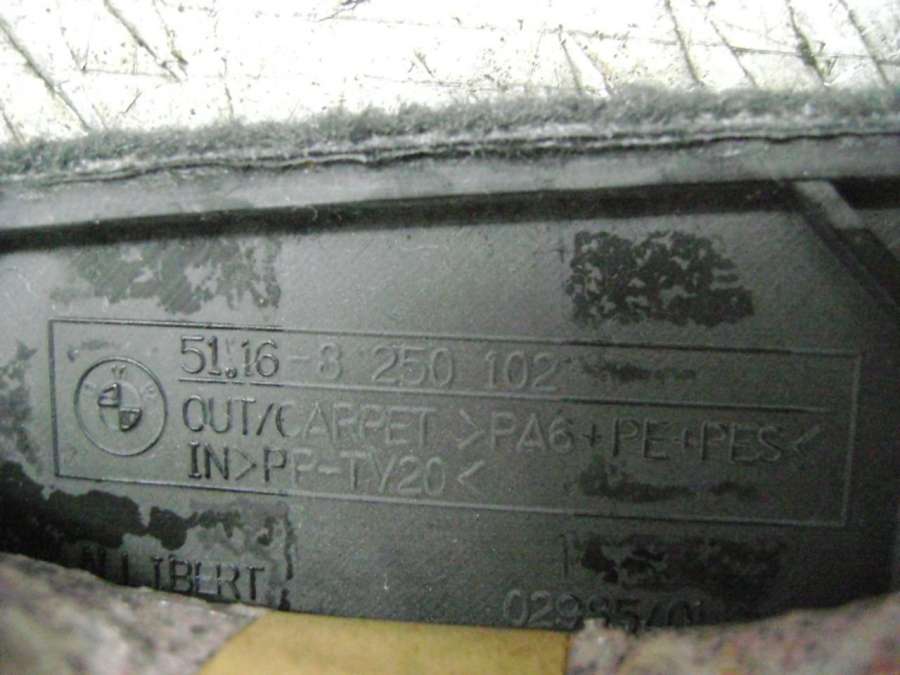 51.16-8 250 102
OUT/CARPET >PA6+PE+PES<
IN>PP-TV20<